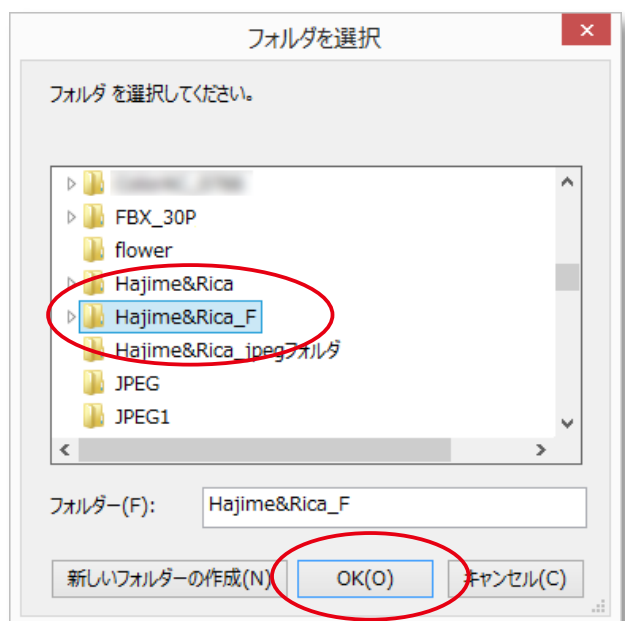 フォルダを選択
フォルダ を選択してください。
FBX_30P
flower
Hajime&Rica
Hajime&Rica_F
Hajime&Rica_jpegフォルダ
JPEG
JPEG1
フォルダー(F): Hajime&Rica_F
新しいフォルダーの作成(N) OK(O) キャンセル(C)